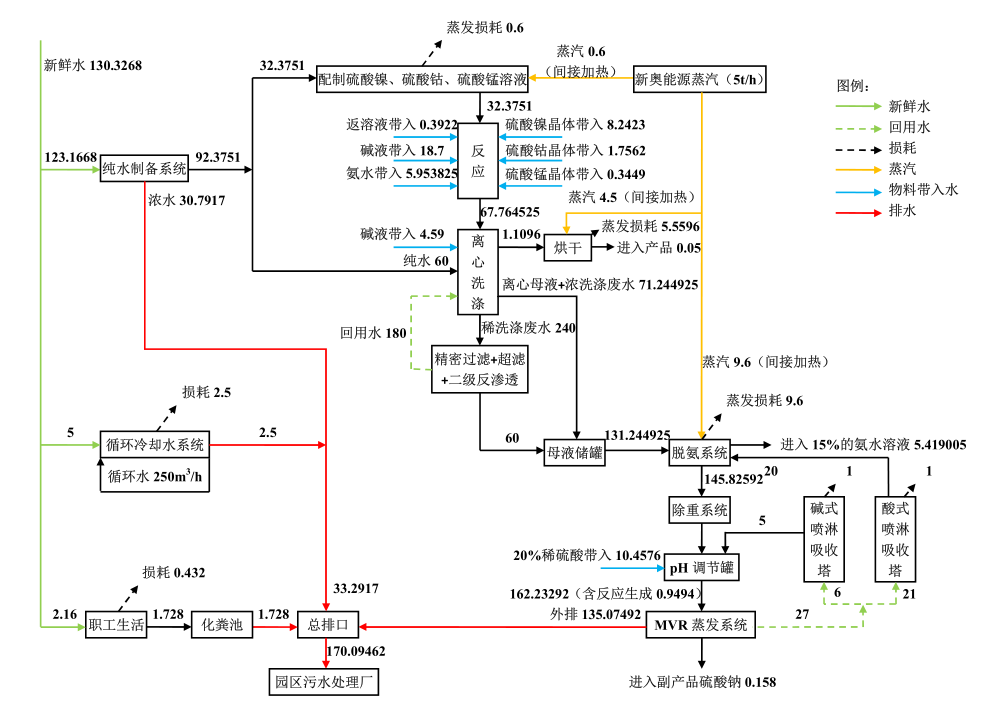 蒸发损耗 0.6
新鲜水 130.3268
32.3751
蒸汽 0.6
（间接加热）
配制硫酸镍、硫酸钴、硫酸锰溶液
新奥能源蒸汽（5t/h）
图例：
新鲜水
回用水
损耗
蒸汽
物料带入水
排水
32.3751
返溶液带入 0.3922
硫酸镍晶体带入 8.2423
碱液带入 18.7
反应
硫酸钴晶体带入 1.7562
氨水带入 5.953825
硫酸锰晶体带入 0.3449
123.1668
纯水制备系统
92.3751
浓水 30.7917
蒸汽 4.5（间接加热）
67.764525
碱液带入 4.59
离心洗涤
1.1096
烘干
蒸发损耗 5.5596
进入产品 0.05
纯水 60
离心母液+浓洗涤废水 71.244925
回用水 180
稀洗涤废水 240
精密过滤+超滤
+二级反渗透
蒸汽 9.6（间接加热）
损耗 2.5
蒸发损耗 9.6
5
循环冷却水系统
2.5
循环水 250m³/h
60
母液储罐
131.244925
脱氨系统
进入 15%的氨水溶液 5.419005
145.82592
20
1
1
除重系统
碱式喷淋吸收塔
酸式喷淋吸收塔
5
20%稀硫酸带入 10.4576
pH 调节罐
损耗 0.432
33.2917
162.23292（含反应生成 0.9494）
6
21
2.16
职工生活
1.728
化粪池
1.728
总排口
外排 135.07492
MVR 蒸发系统
27
170.09462
园区污水处理厂
进入副产品硫酸钠 0.158